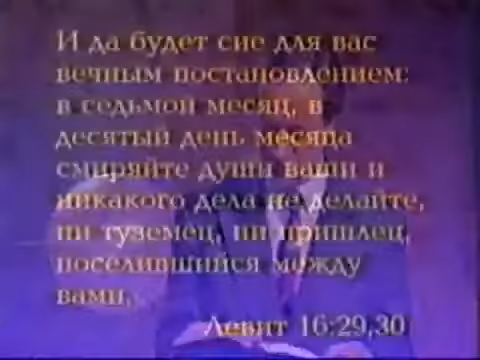 И да будет сие для вас
вечным постановлением:
в седьмой месяц, в
десятый день месяца
смиряйте души ваши и
никакого дела не делайте,
ни туземец, ни пришлец,
поселившийся между
вами,
Левит 16:29,30